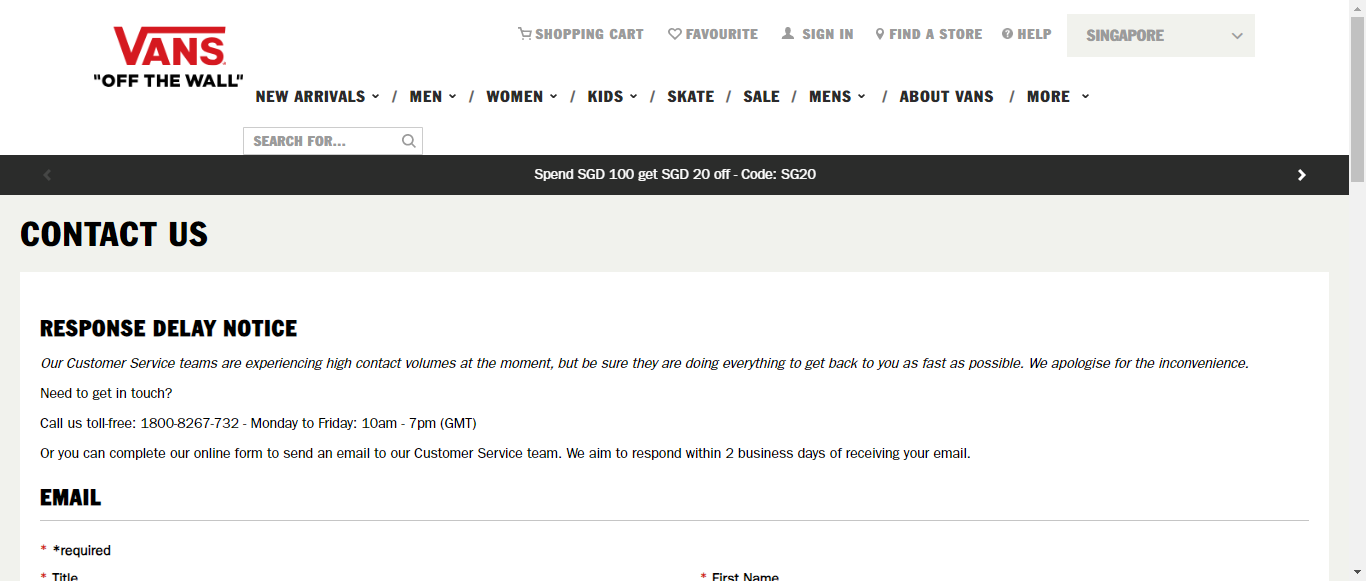 VANS
"OFF THE WALL"
SHOPPING CART FAVOURITE SIGN IN FIND A STORE HELP SINGAPORE
NEW ARRIVALS / MEN / WOMEN / KIDS / SKATE / SALE / MENS / ABOUT VANS / MORE
SEARCH FOR...
Spend SGD 100 get SGD 20 off - Code: SG20
CONTACT US
RESPONSE DELAY NOTICE
Our Customer Service teams are experiencing high contact volumes at the moment, but be sure they are doing everything to get back to you as fast as possible. We apologise for the inconvenience.
Need to get in touch?
Call us toll-free: 1800-8267-732 - Monday to Friday: 10am - 7pm (GMT)
Or you can complete our online form to send an email to our Customer Service team. We aim to respond within 2 business days of receiving your email.
EMAIL
* *required
* Title * First Name